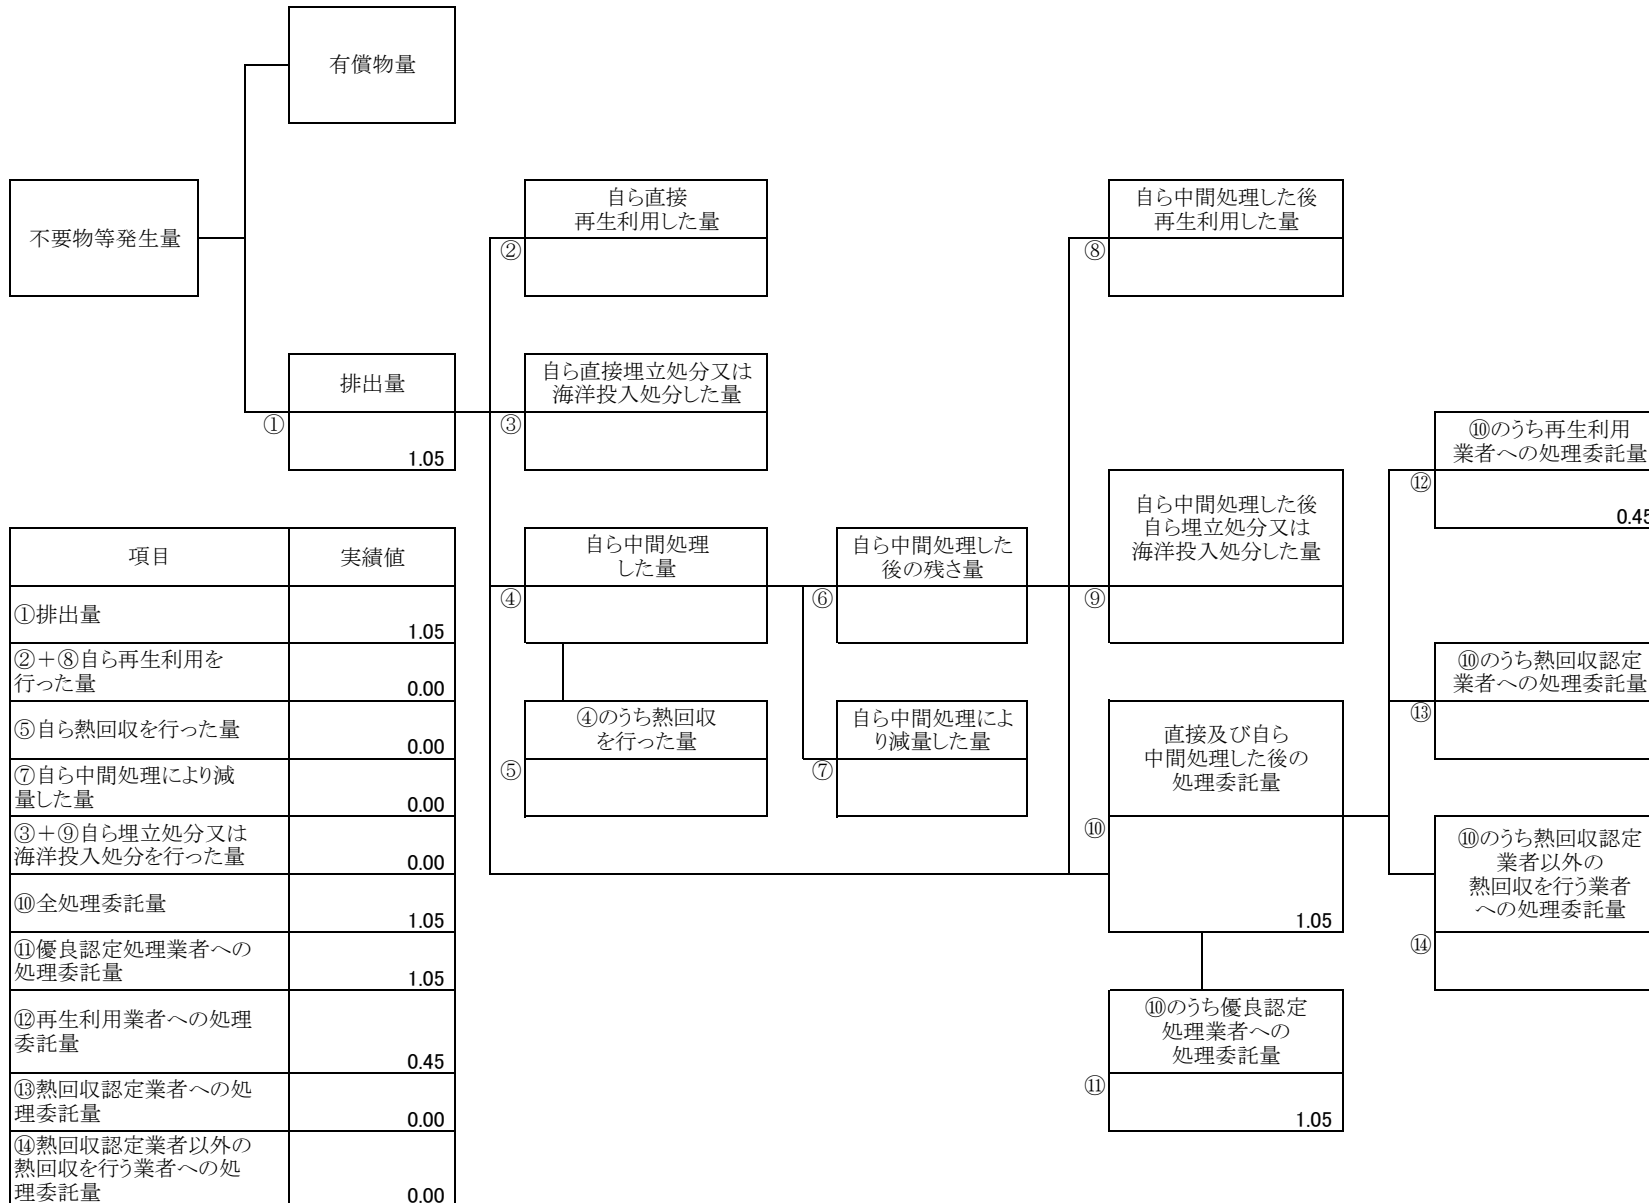 有償物量
不要物等発生量
自ら直接
再生利用した量
②
自ら中間処理した後
再生利用した量
⑧
排出量
①
1.05
自ら直接埋立処分又は
海洋投入処分した量
③
⑩のうち再生利用
業者への処理委託量
⑫
0.45
自ら中間処理
した量
④
自ら中間処理した
後の残さ量
⑥
自ら中間処理した後
自ら埋立処分又は
海洋投入処分した量
⑨
④のうち熱回収
を行った量
⑤
自ら中間処理によ
り減量した量
⑦
直接及び自ら
中間処理した後の
処理委託量
⑩
1.05
⑩のうち熱回収認定
業者への処理委託量
⑬
⑩のうち熱回収認定
業者以外の
熱回収を行う業者
への処理委託量
⑭
⑩のうち優良認定
処理業者への
処理委託量
⑪
1.05
項目 実績値
①排出量
1.05
②+⑧自ら再生利用を
行った量
0.00
⑤自ら熱回収を行った量
0.00
⑦自ら中間処理により減
量した量
0.00
③+⑨自ら埋立処分又は
海洋投入処分を行った量
0.00
⑩全処理委託量
1.05
⑪優良認定処理業者への
処理委託量
1.05
⑫再生利用業者への処理
委託量
0.45
⑬熱回収認定業者への処
理委託量
0.00
⑭熱回収認定業者以外の
熱回収を行う業者への処
理委託量
0.00